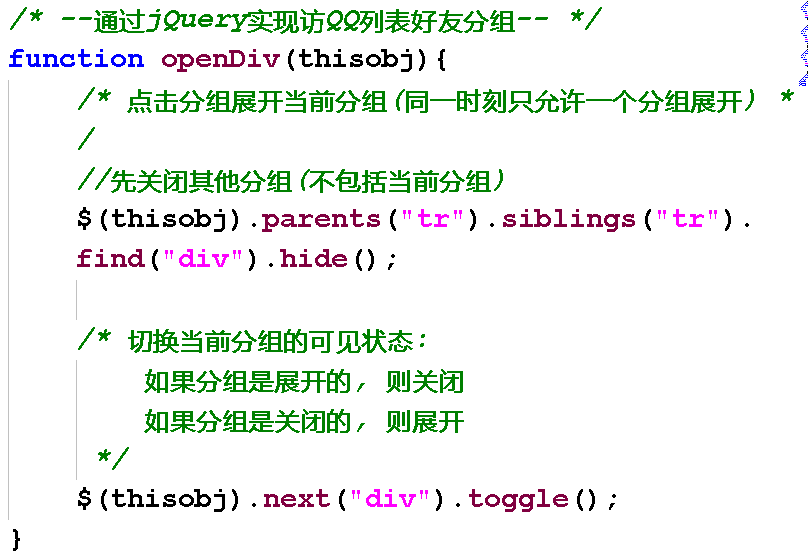 /* --通过jQuery实现访QQ列表好友分组-- */
function openDiv(thisobj){
/* 点击分组展开当前分组(同一时刻只允许一个分组展开) *
/
//先关闭其他分组(不包括当前分组)
$(thisobj).parents("tr").siblings("tr").
find("div").hide();
/* 切换当前分组的可见状态:
如果分组是展开的, 则关闭
如果分组是关闭的, 则展开
*/
$(thisobj).next("div").toggle();
}